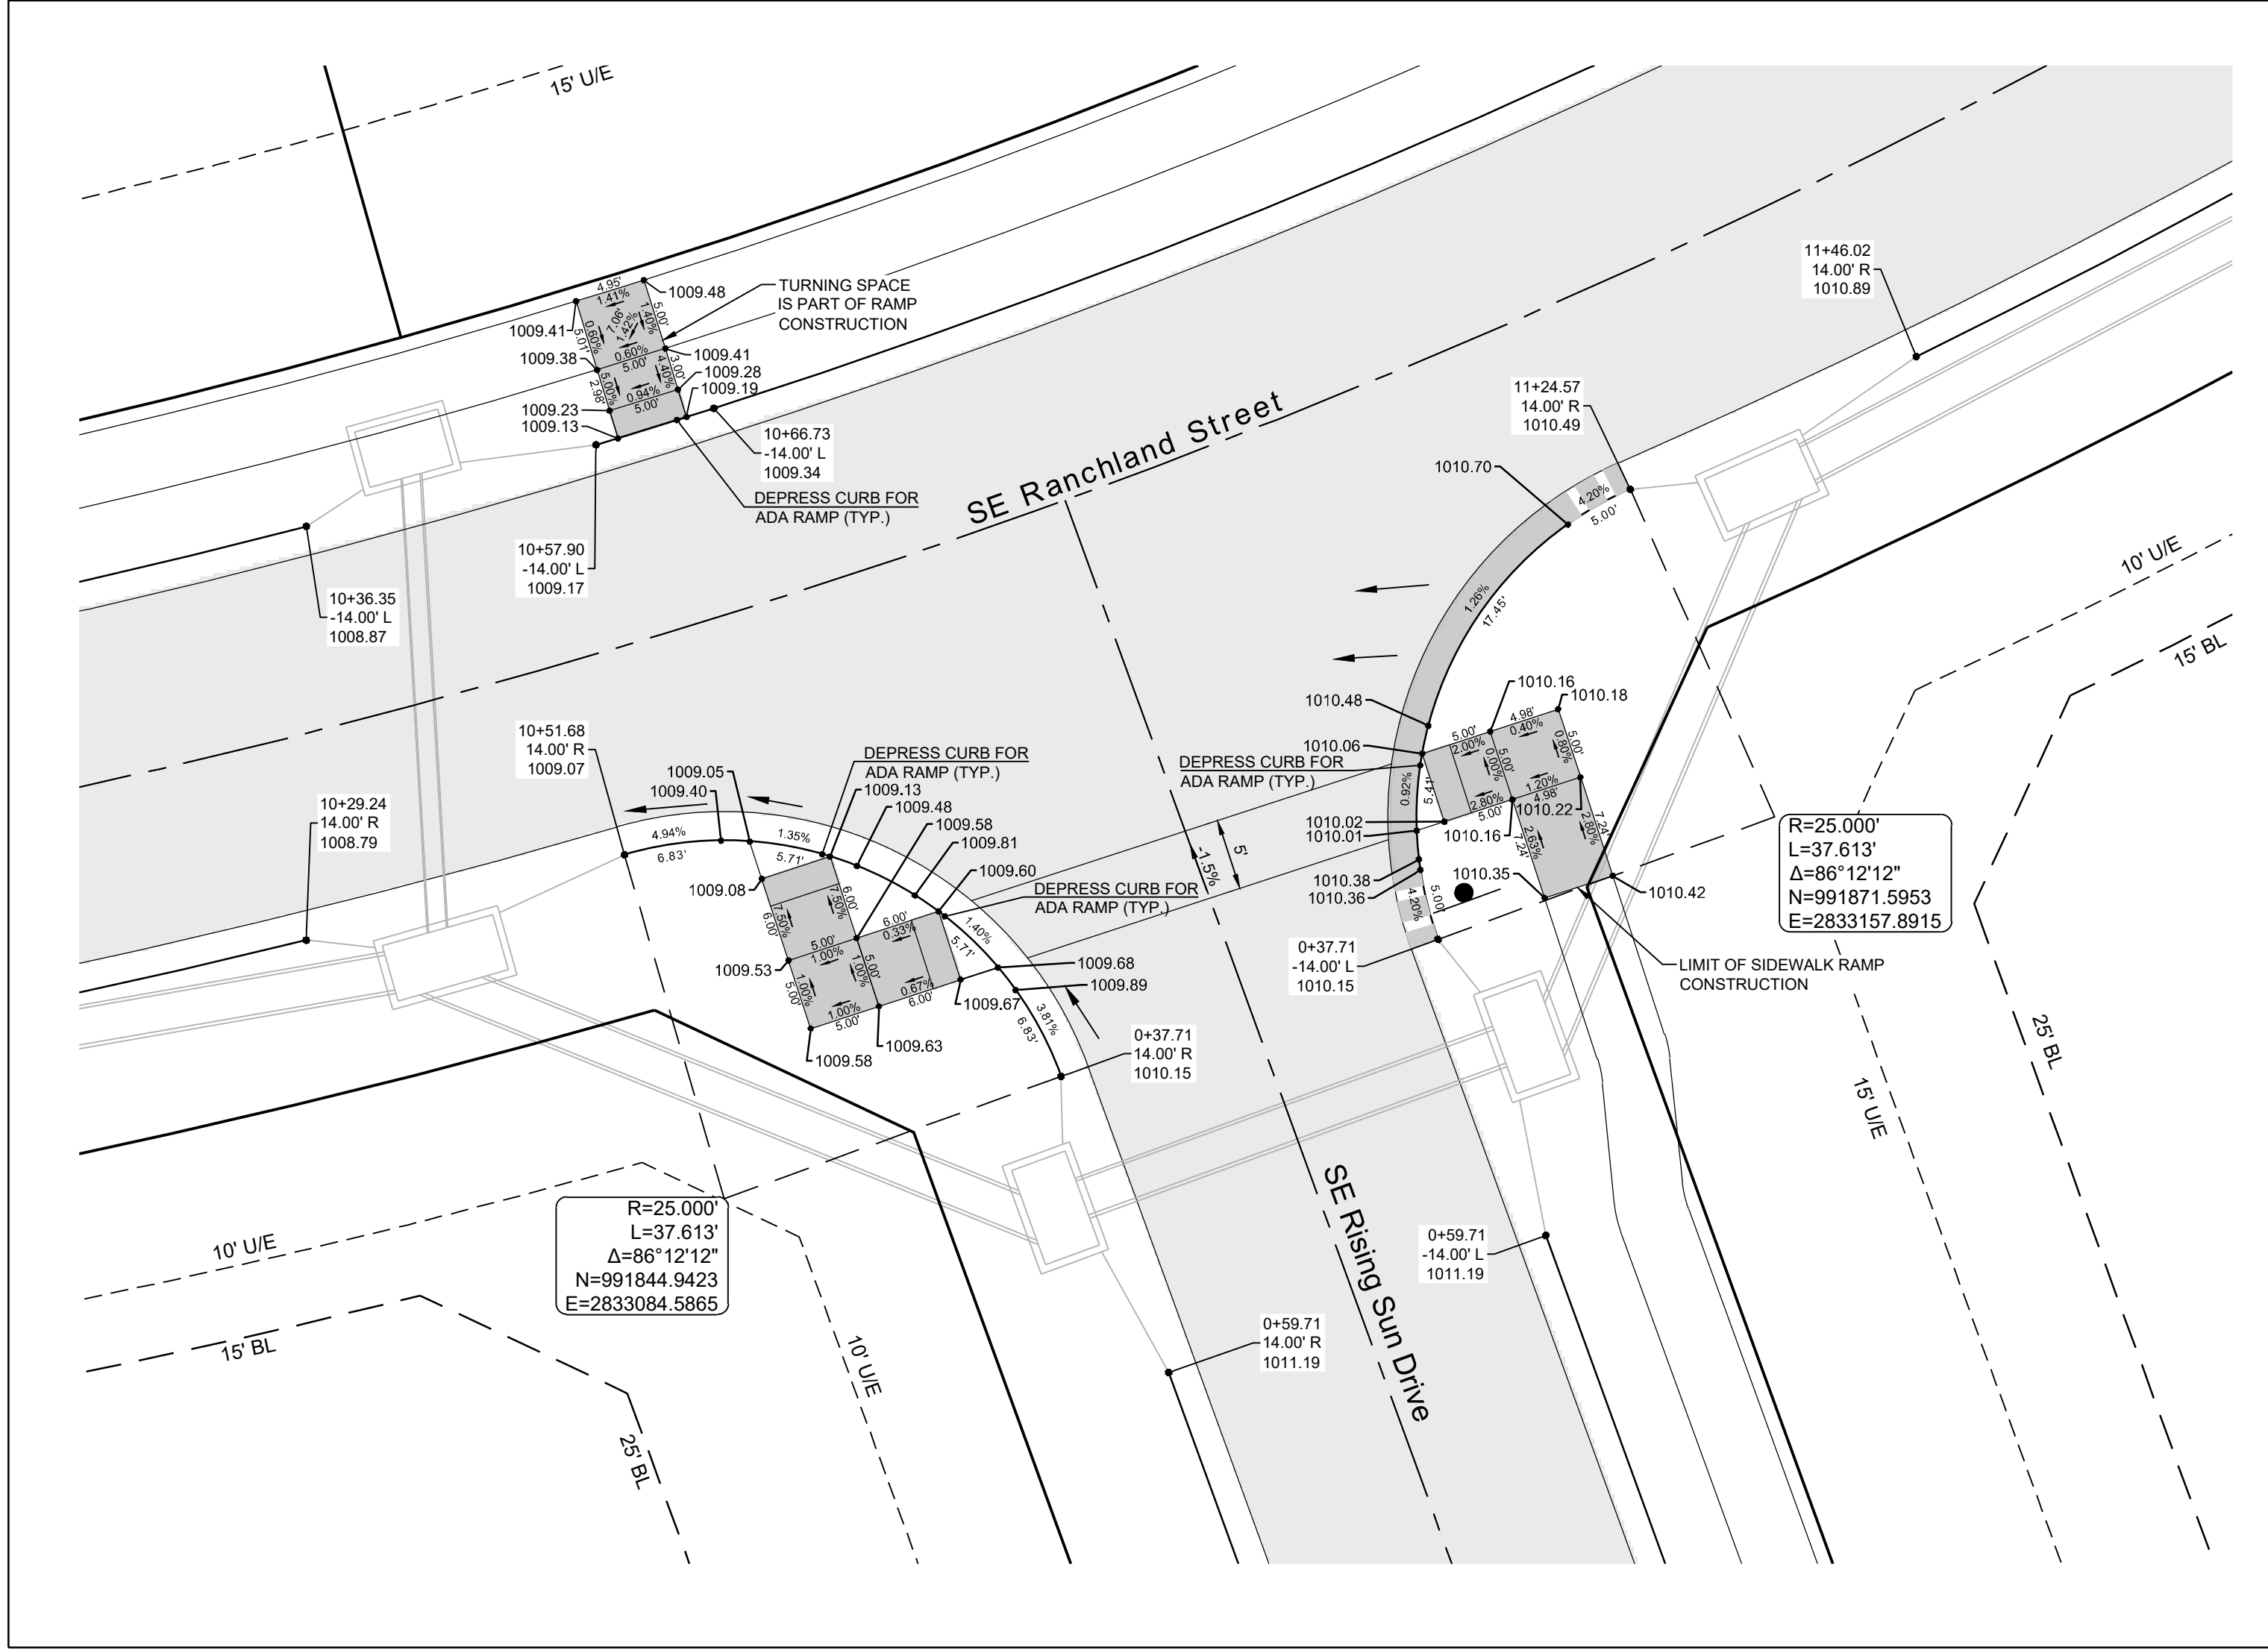 15' U/E
4.95'
1.41%
1009.48
TURNING SPACE
IS PART OF RAMP
CONSTRUCTION
5.00'
1.40%
7.06'
1.42%
1009.41
0.60%
5.01'
1009.38
0.60%
5.00'
1009.41
3.00'
4.40%
1009.28
1009.19
5.00%
2.98'
0.94%
5.00'
1009.23
1009.13
10+66.73
-14.00' L
1009.34
DEPRESS CURB FOR
ADA RAMP (TYP.)
10+57.90
-14.00' L
1009.17
10+36.35
-14.00' L
1008.87
SE Ranchland Street
11+46.02
14.00' R
1010.89
11+24.57
14.00' R
1010.49
1010.70
4.20%
5.00'
1.26%
17.45'
10' U/E
15' BL
1010.48
1010.16
1010.18
1010.06
DEPRESS CURB FOR
ADA RAMP (TYP.)
5.00'
2.00%
4.98'
0.40%
5.00'
0.80%
5.00'
0.00%
0.92%
5.41'
2.80%
5.00'
1.20%
4.98'
1010.22
1010.02
1010.01
1010.16
7.24'
2.80%
2.63%
7.24'
1010.38
1010.36
1010.35
1010.42
4.20%
5.00'
0+37.71
-14.00' L
1010.15
LIMIT OF SIDEWALK RAMP
CONSTRUCTION
R=25.000'
L=37.613'
Δ=86°12'12"
N=991871.5953
E=2833157.8915
25' BL
15' U/E
10+51.68
14.00' R
1009.07
10+29.24
14.00' R
1008.79
1009.05
1009.40
DEPRESS CURB FOR
ADA RAMP (TYP.)
1009.13
1009.48
1009.58
1009.81
1009.60
DEPRESS CURB FOR
ADA RAMP (TYP.)
4.94%
6.83'
1.35%
5.71'
1009.08
6.00'
7.50%
7.50%
6.00'
6.00'
0.33%
1.40%
5.71'
5.00'
1.00%
1009.53
5.00'
1.00%
1.00%
5.00'
0.67%
6.00'
1.00%
5.00'
1009.67
1009.68
1009.89
1009.63
1009.58
3.81%
6.83'
0+37.71
14.00' R
1010.15
-1.5%
5'
SE Rising Sun Drive
0+59.71
-14.00' L
1011.19
0+59.71
14.00' R
1011.19
R=25.000'
L=37.613'
Δ=86°12'12"
N=991844.9423
E=2833084.5865
10' U/E
15' BL
10' U/E
25' BL